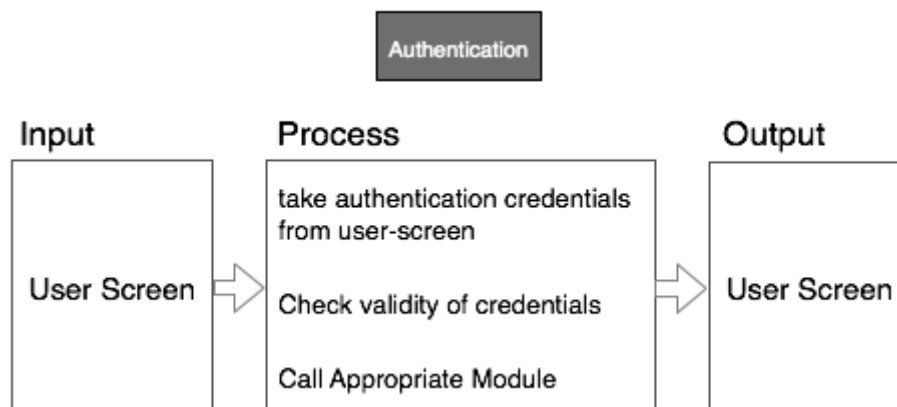 Authentication
Input
Process
Output
User Screen
take authentication credentials
from user-screen
Check validity of credentials
Call Appropriate Module
User Screen